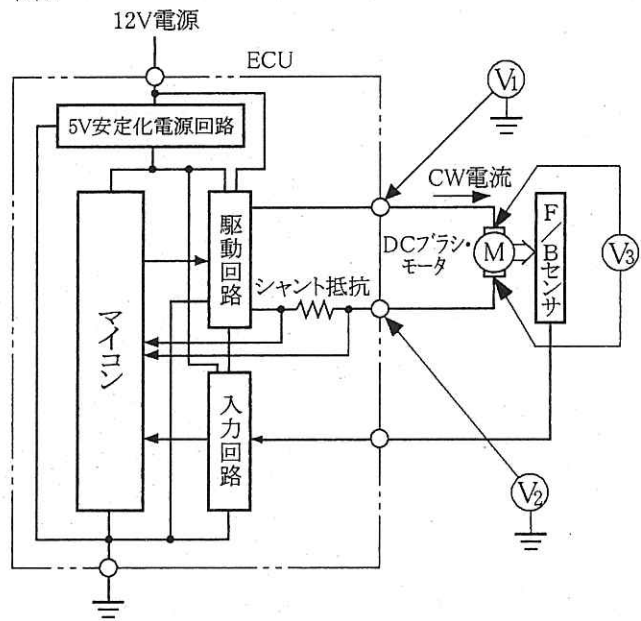 12V電源
ECU
V1
5V安定化電源回路
CW電流
駆動回路
DCブラシ・
モータ
M
F/Bセンサ
V3
シャント抵抗
マイコン
入力回路
V2